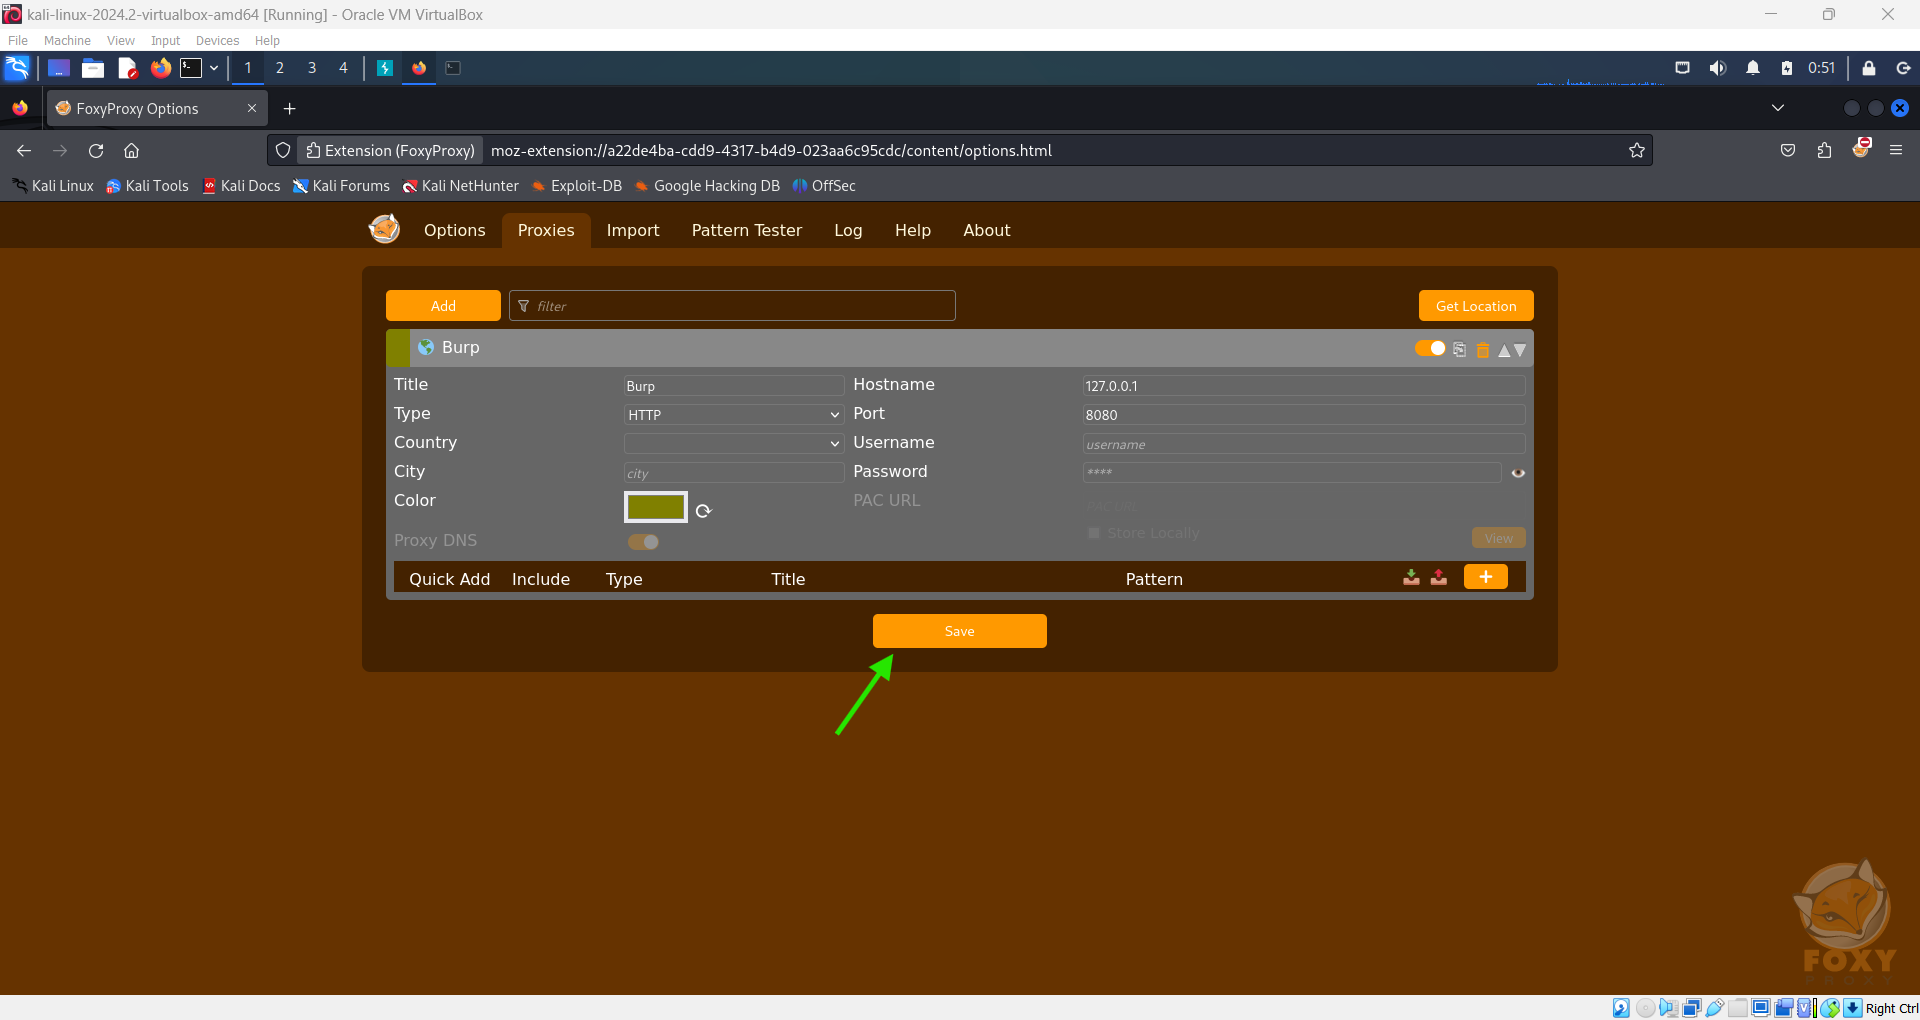 kali-linux-2024.2-virtualbox-amd64 [Running] - Oracle VM VirtualBox
File Machine View Input Devices Help
1 2 3 4 0:51
FoxyProxy Options
Extension (FoxyProxy) moz-extension://a22de4ba-cdd9-4317-b4d9-023aa6c95cdc/content/options.html
Kali Linux Kali Tools Kali Docs Kali Forums Kali NetHunter Exploit-DB Google Hacking DB OffSec
Options Proxies Import Pattern Tester Log Help About
Add filter Get Location
Burp
Title Burp Hostname 127.0.0.1
Type HTTP Port 8080
Country Username username
City city Password ****
Color PAC URL
Store Locally
Proxy DNS View
Quick Add Include Type Title Pattern
Save
FOXY
PROXY
Right Ctrl